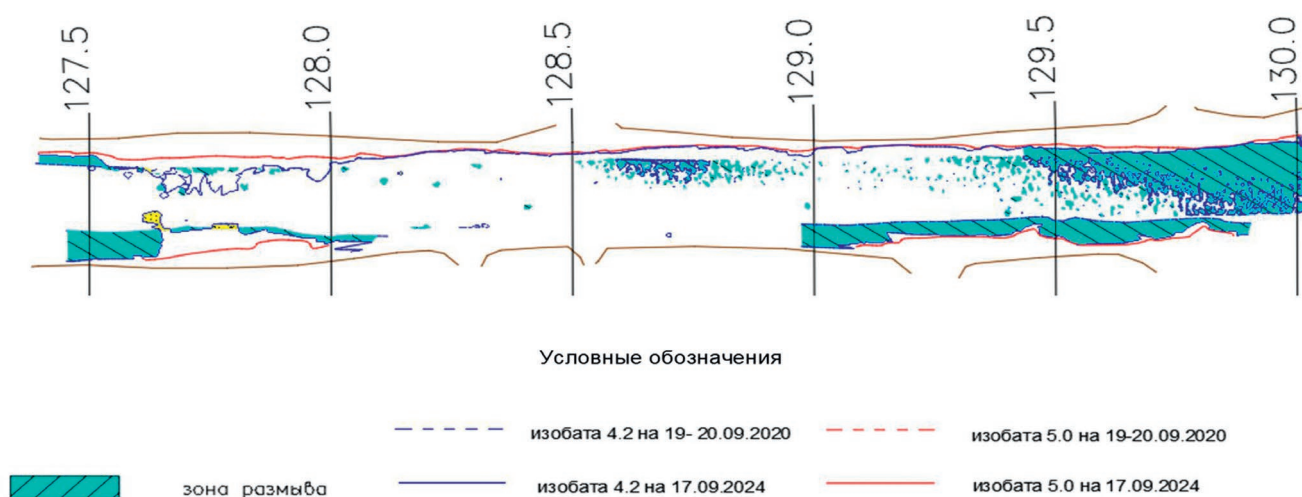 127.5 128.0 128.5 129.0 129.5 130.0
Условные обозначения
изобата 4.2 на 19- 20.09.2020 изобата 5.0 на 19-20.09.2020
зона размыва изобата 4.2 на 17.09.2024 изобата 5.0 на 17.09.2024